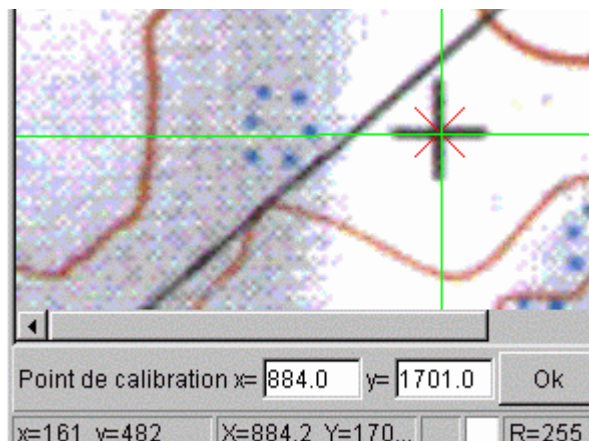 Point de calibration x= 884.0 y= 1701.0 Ok
x=161 y=482 X=884.2 Y=170... R=255